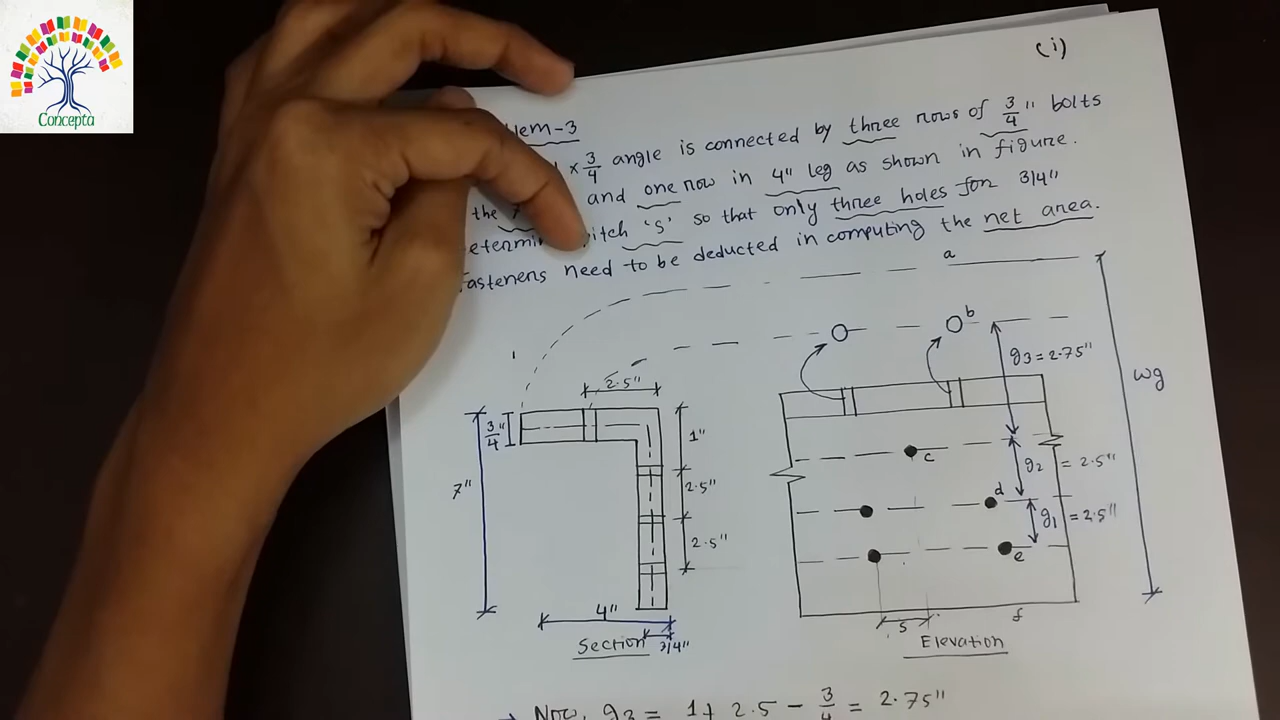 Concepta
(i)
lem-3
x 3/4 angle is connected by three rows of 3/4" bolts
the and one row in 4" leg as shown in figure.
etermin pitch 's' so that only three holes for 3/4"
fasteners need to be deducted in computing the net area.
a
b
2.5"
g3 = 2.75"
wg
3/4"
1"
7"
c
g2 = 2.5"
2.5"
d
g1 = 2.5"
2.5"
e
4"
s
f
Section
3/4"
Elevation
→ Now, g3 = 1 + 2.5 - 3/4 = 2.75"